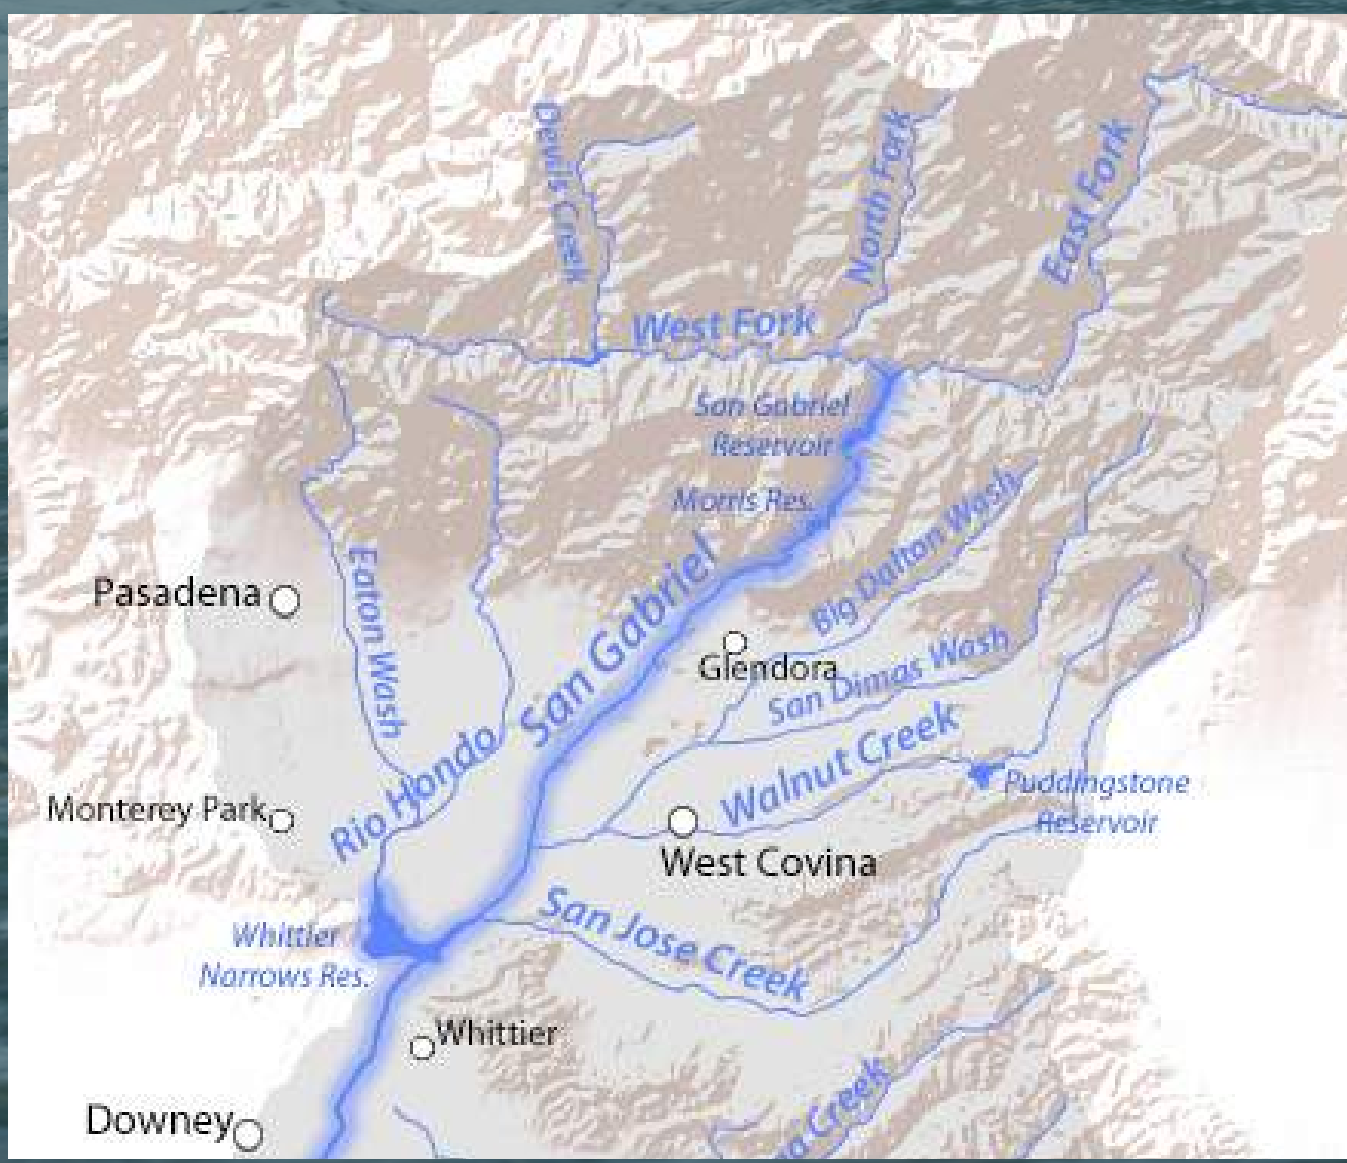 Devils Creek
North Fork
East Fork
West Fork
San Gabriel
Reservoir
Morris Res.
Big Dalton Wash
San Gabriel
Eaton Wash
Pasadena
Glendora
San Dimas Wash
Rio Hondo
Walnut Creek
Puddingstone
Reservoir
Monterey Park
West Covina
San Jose Creek
Whittier
Narrows Res.
Whittier
Creek
Downey